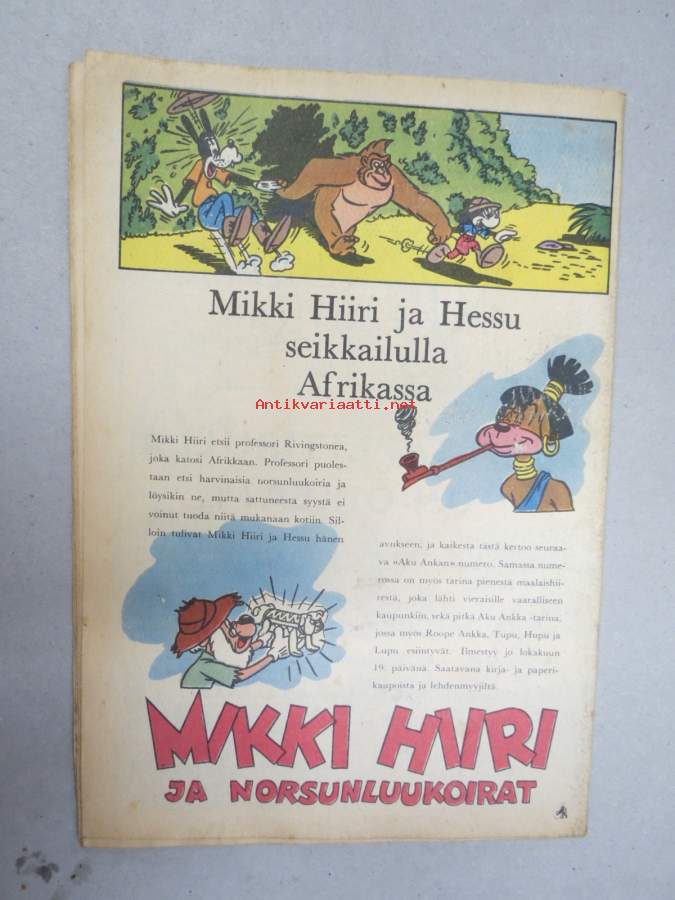 Mikki Hiiri ja Hessu
seikkailulla
Afrikassa
Antikvariaatti.net
Mikki Hiiri etsii professori Rivingstonea,
joka katosi Afrikkaan. Professori puoles-
taan etsi harvinaisia norsunluukoiria ja
löysikin ne, mutta sattuneesta syystä ei
voinut tuoda niitä mukanaan kotiin. Sil-
loin tulivat Mikki Hiiri ja Hessu hänen
avukseen, ja kaikesta tästä kertoo seuraa-
va »Aku Ankan» numero. Samassa nume-
rossa on myös tarina pienestä maalaishii-
restä, joka lähti vieraisille vaaralliseen
kaupunkiin, sekä pitkä Aku Ankka -tarina,
jossa myös Roope Ankka, Tupu, Hupu ja
Lupu esiintyvät. Ilmestyy jo lokakuun
19. päivänä. Saatavana kirja- ja paperi-
kaupoista ja lehdenmyyjiltä.
MIKKI HIIRI
JA NORSUNLUUKOIRAT